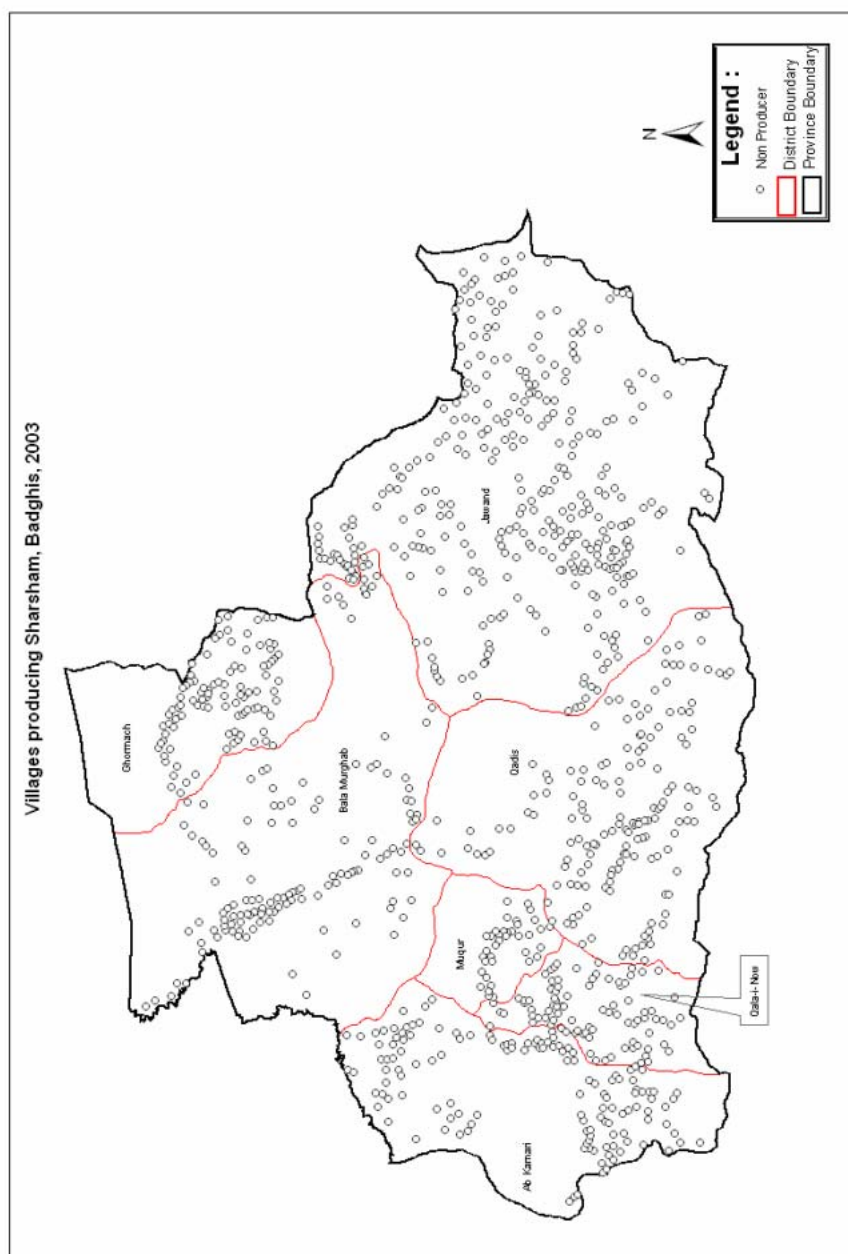 Villages producing Sharsham, Badghis, 2003
Ghormach
Bala Murghab
Jawand
Qadis
Muqur
Qala-i-Now
Ab Kamari
N
Legend :
Non Producer
District Boundary
Province Boundary